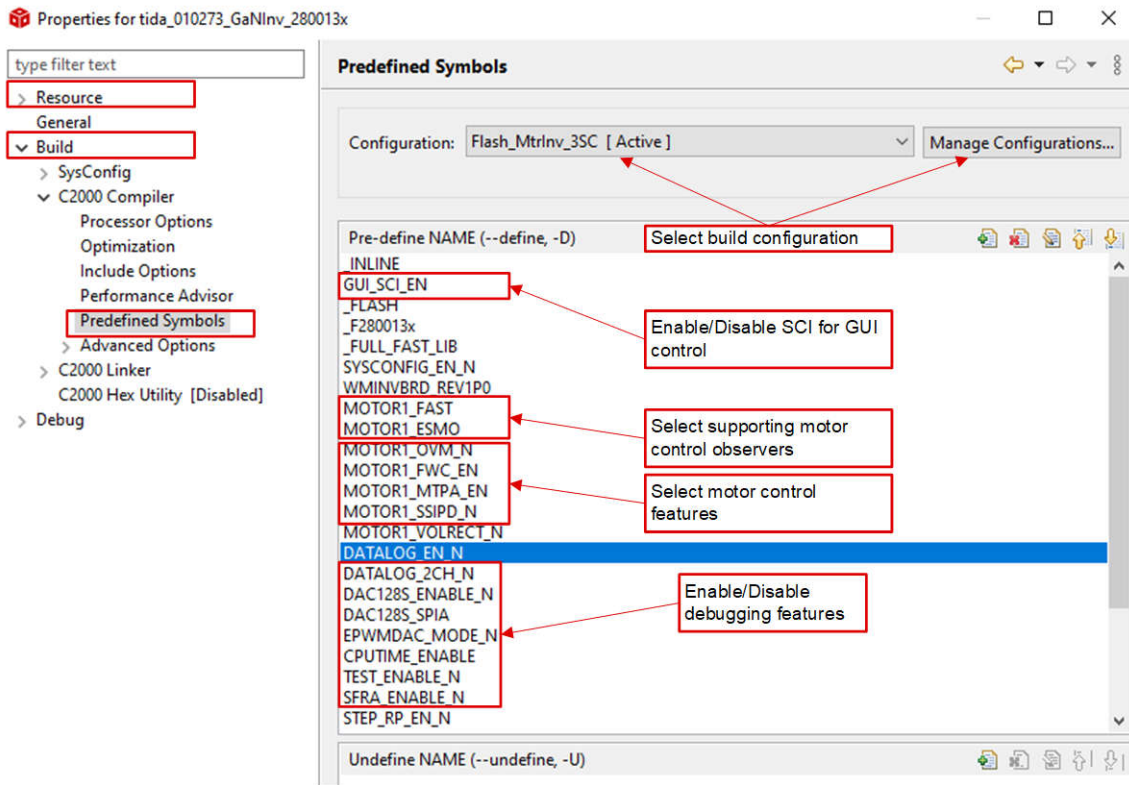 Properties for tida_010273_GaNInv_280013x
type filter text
Resource
General
Build
SysConfig
C2000 Compiler
Processor Options
Optimization
Include Options
Performance Advisor
Predefined Symbols
Advanced Options
C2000 Linker
C2000 Hex Utility [Disabled]
Debug
Predefined Symbols
Configuration: Flash_MtrInv_3SC [ Active ] Manage Configurations...
Select build configuration
Pre-define NAME (--define, -D)
_INLINE
GUI_SCI_EN
_FLASH
_F280013x
_FULL_FAST_LIB
SYSCONFIG_EN_N
WMINVBRD_REV1P0
MOTOR1_FAST
MOTOR1_ESMO
MOTOR1_OVM_N
MOTOR1_FWC_EN
MOTOR1_MTPA_EN
MOTOR1_SSIPD_N
MOTOR1_VOLRECT_N
DATALOG_EN_N
DATALOG_2CH_N
DAC128S_ENABLE_N
DAC128S_SPIA
EPWMDAC_MODE_N
CPUTIME_ENABLE
TEST_ENABLE_N
SFRA_ENABLE_N
STEP_RP_EN_N
Enable/Disable SCI for GUI
control
Select supporting motor
control observers
Select motor control
features
Enable/Disable
debugging features
Undefine NAME (--undefine, -U)